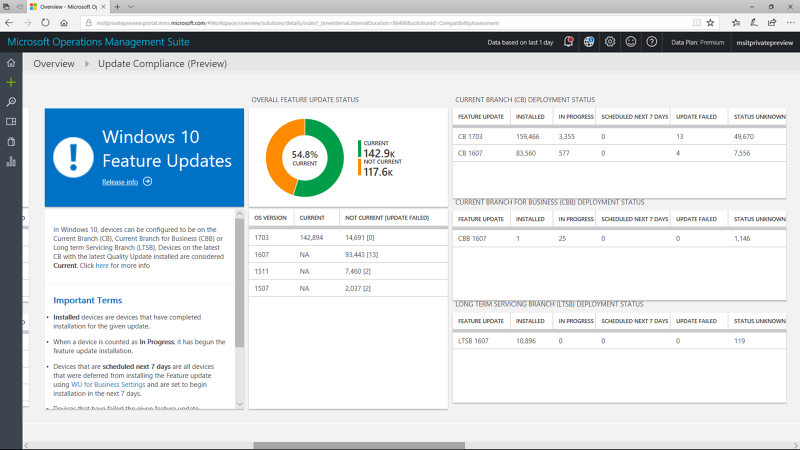 Overview - Microsoft O
msitprivatepreview.portal.mms.microsoft.com/#Workspace/overview/solutions/details/index?_timeInterval.intervalDuration=86400&solutionId=CompatibilityAssessment
Microsoft Operations Management Suite
Data based on last 1 day
Data Plan: Premium
msitprivatepreview
Overview
Update Compliance (Preview)
Windows 10
Feature Updates
Release info
In Windows 10, devices can be configured to be on the
Current Branch (CB), Current Branch for Business (CBB) or
Long term Servicing Branch (LTSB). Devices on the latest
CB with the latest Quality Update installed are considered
Current. Click here for more info
Important Terms
• Installed devices are devices that have completed
installation for the given update.
• When a device is counted as In Progress, it has begun the
feature update installation.
• Devices that are scheduled next 7 days are all devices
that were deferred from installing the Feature update
using WU for Business Settings and are set to begin
installation in the next 7 days.
• Devices that have failed the given feature update
OVERALL FEATURE UPDATE STATUS
54.8%
CURRENT
CURRENT
142.9K
NOT CURRENT
117.6K
OS VERSION CURRENT NOT CURRENT [UPDATE FAILED]
1703 142,894 14,691 [0]
1607 NA 93,443 [13]
1511 NA 7,460 [2]
1507 NA 2,037 [2]
CURRENT BRANCH (CB) DEPLOYMENT STATUS
FEATURE UPDATE INSTALLED IN PROGRESS SCHEDULED NEXT 7 DAYS UPDATE FAILED STATUS UNKNOWN
CB 1703 159,466 3,355 0 13 49,670
CB 1607 83,560 577 0 4 7,556
CURRENT BRANCH FOR BUSINESS (CBB) DEPLOYMENT STATUS
FEATURE UPDATE INSTALLED IN PROGRESS SCHEDULED NEXT 7 DAYS UPDATE FAILED STATUS UNKNOWN
CBB 1607 1 25 0 0 1,146
LONG TERM SERVICING BRANCH (LTSB) DEPLOYMENT STATUS
FEATURE UPDATE INSTALLED IN PROGRESS SCHEDULED NEXT 7 DAYS UPDATE FAILED STATUS UNKNOWN
LTSB 1607 10,896 0 0 0 119